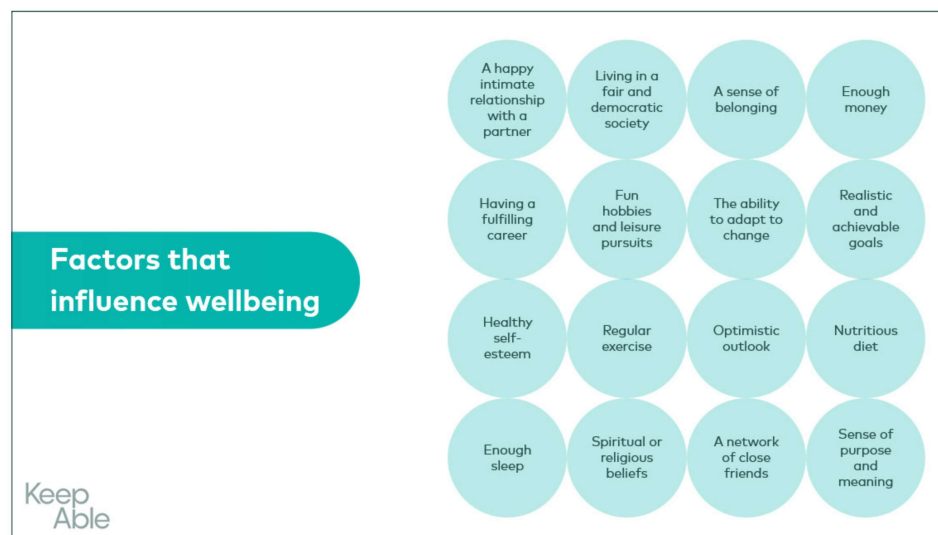 A happy
intimate
relationship
with a
partner
Living in a
fair and
democratic
society
A sense of
belonging
Enough
money
Having a
fulfilling
career
Fun
hobbies
and leisure
pursuits
The ability
to adapt to
change
Realistic
and
achievable
goals
Factors that
influence wellbeing
Healthy
self-
esteem
Regular
exercise
Optimistic
outlook
Nutritious
diet
Enough
sleep
Spiritual or
religious
beliefs
A network
of close
friends
Sense of
purpose
and
meaning
Keep
Able